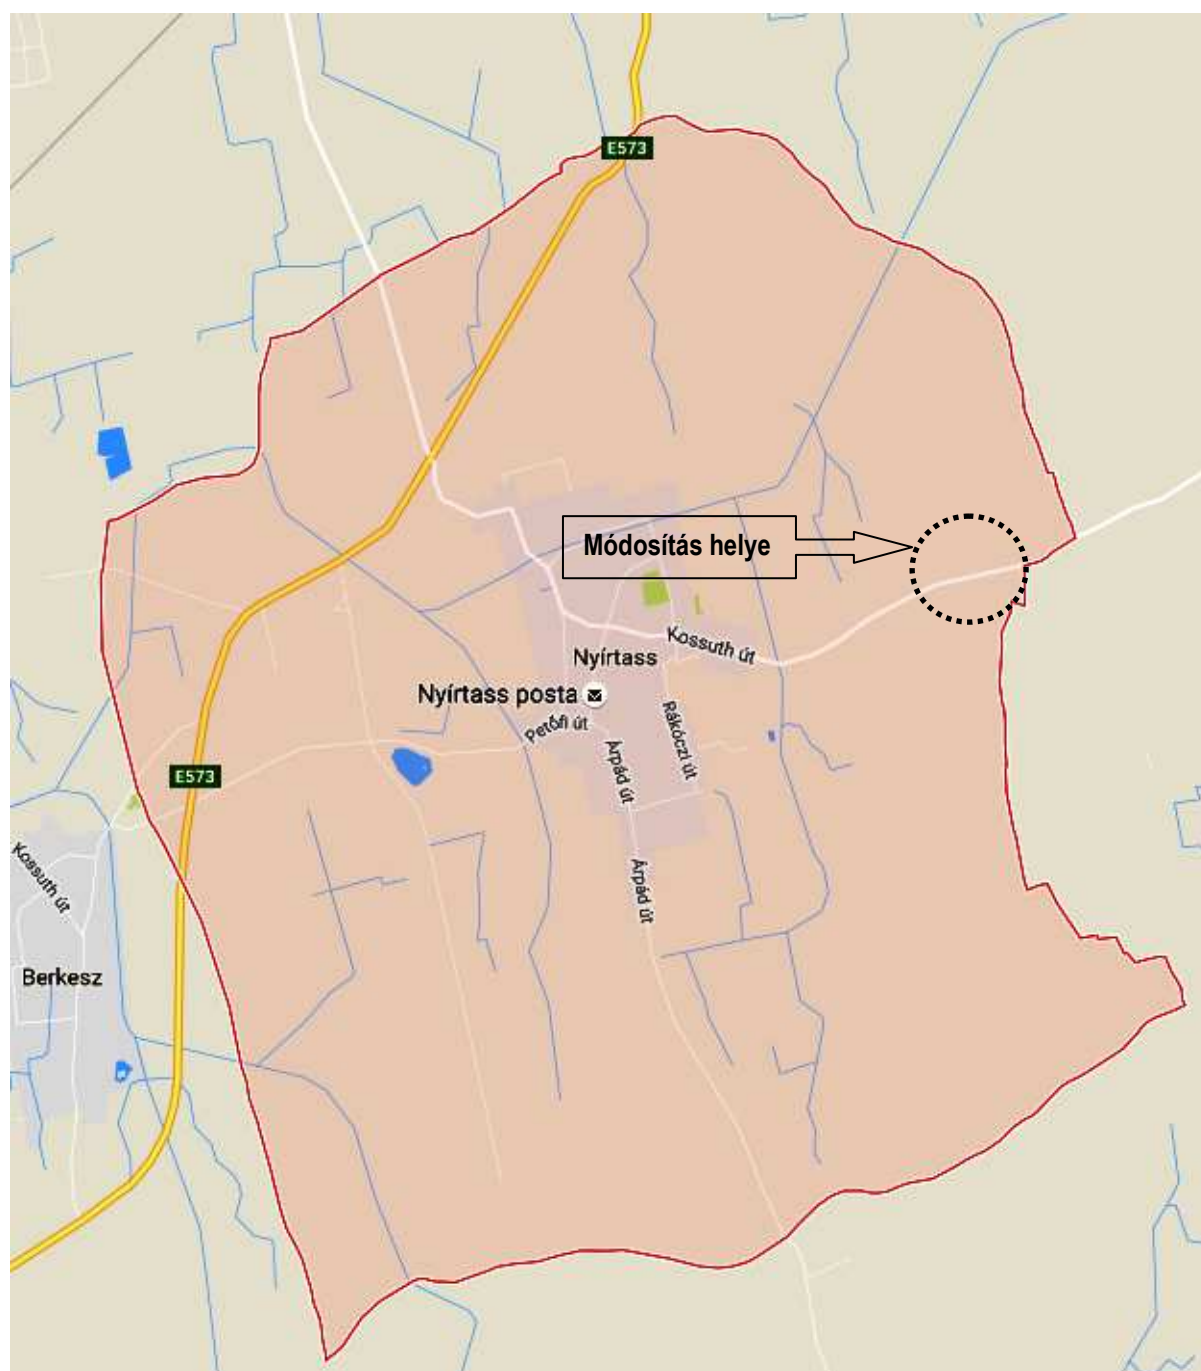 E573
Módosítás helye
Kossuth út
Nyírtass
Nyírtass posta
Petőfi út
Rákóczi út
Árpád út
E573
Kossuth út
Árpád út
Berkesz